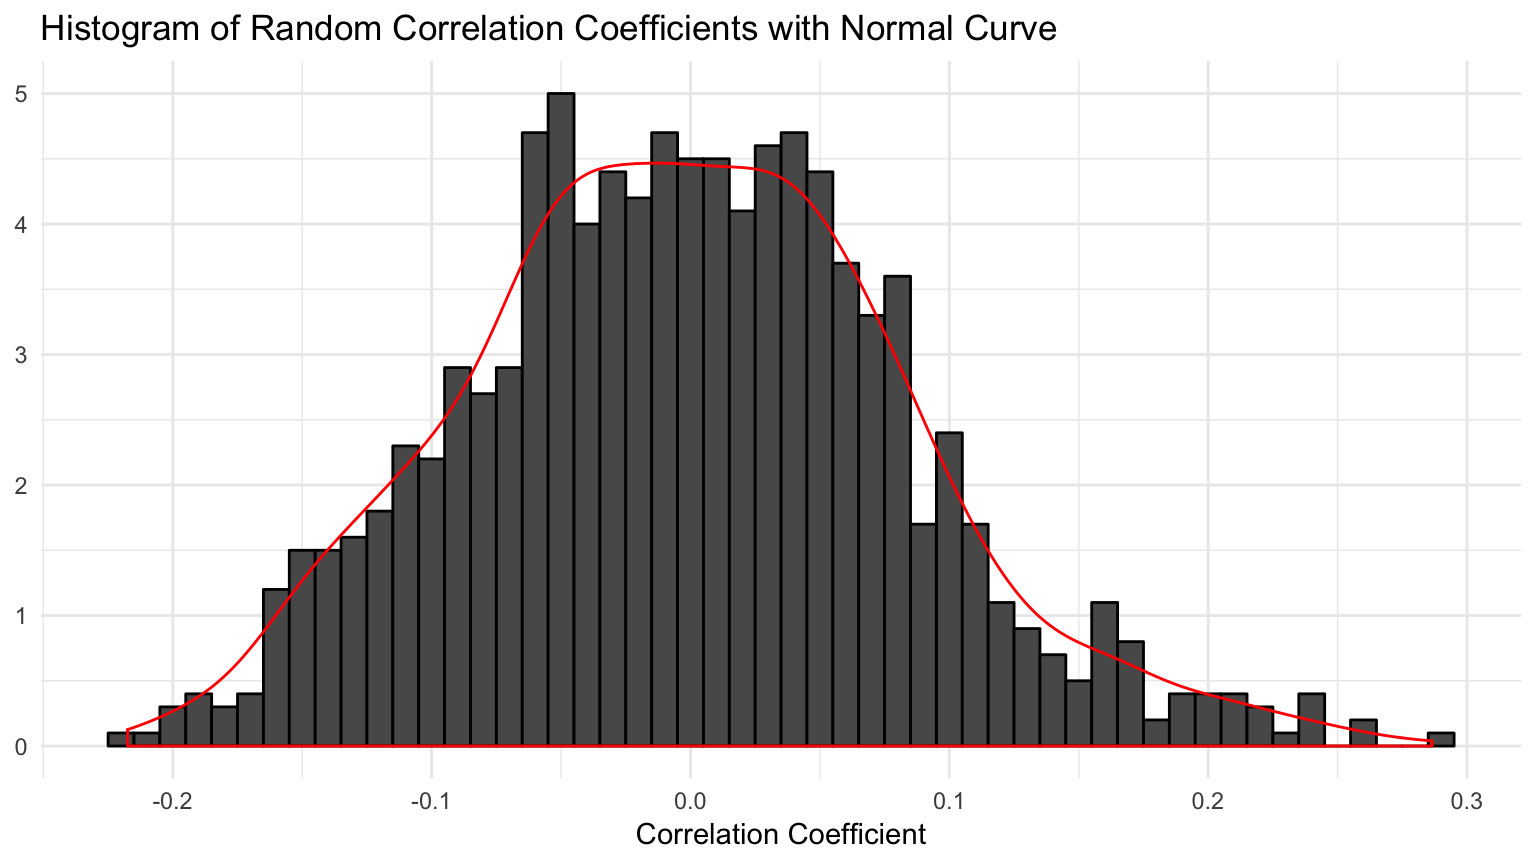 Histogram of Random Correlation Coefficients with Normal Curve
5
4
3
2
1
0
-0.2 -0.1 0.0 0.1 0.2 0.3
Correlation Coefficient